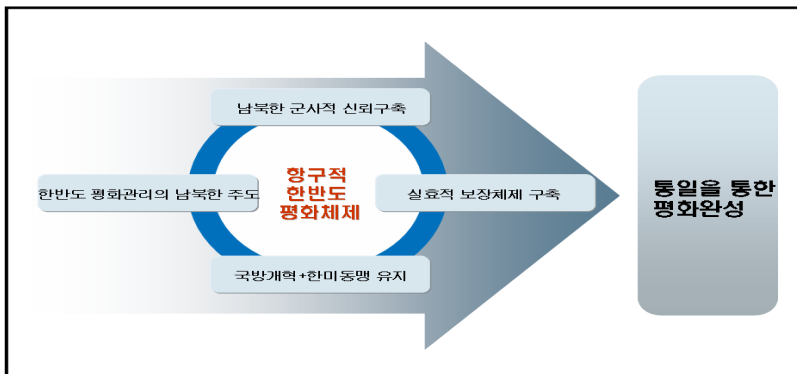 남북한 군사적 신뢰구축
한반도 평화관리의 남북한 주도
항구적
한반도
평화체제
실효적 보장체제 구축
국방개혁+한미동맹 유지
통일을 통한
평화완성